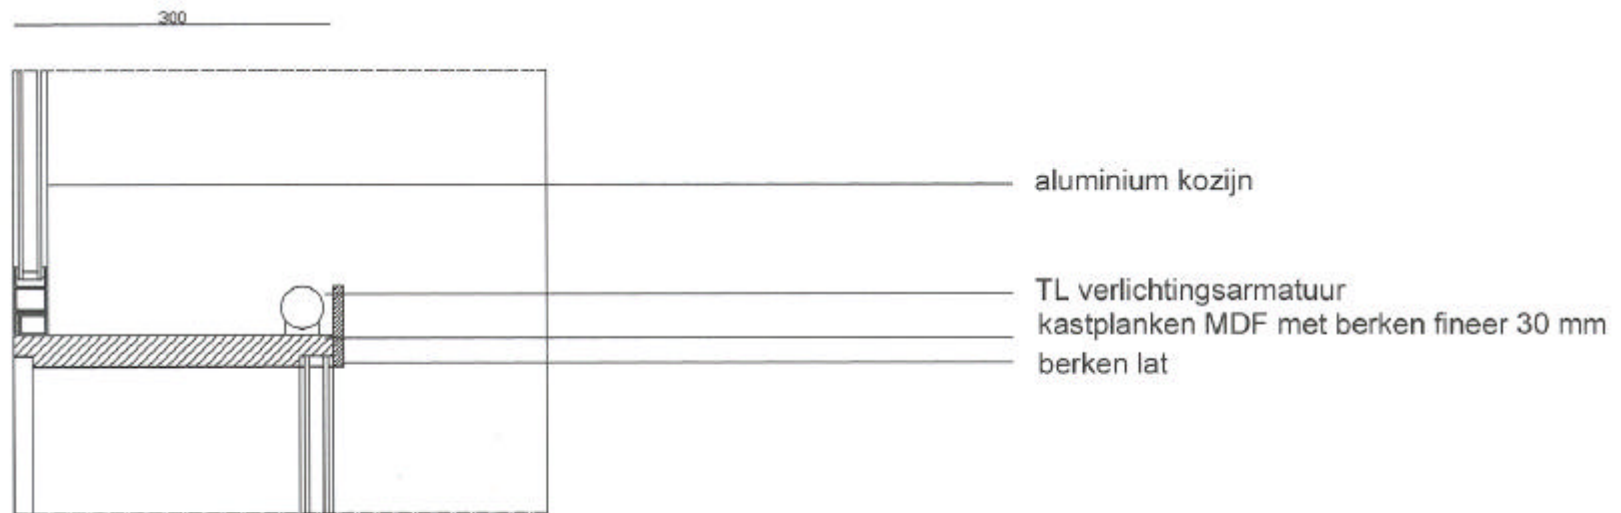 300
aluminium kozijn
TL verlichtingsarmatuur
kastplanken MDF met berken fineer 30 mm
berken lat